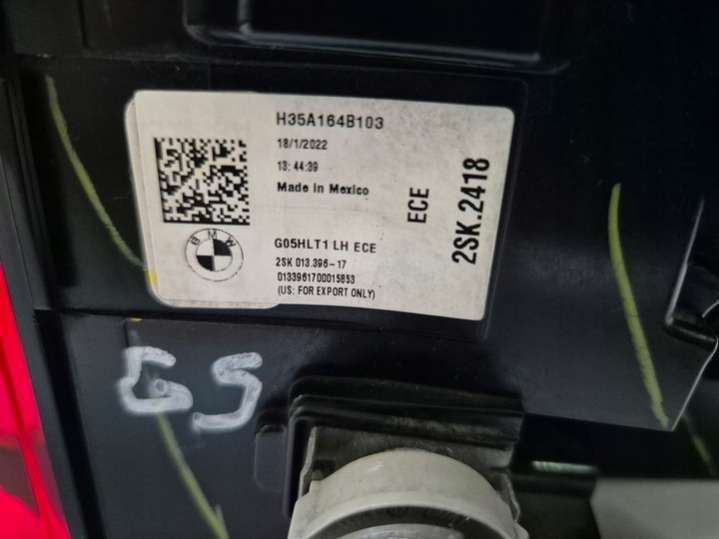 H35A164B103
18/1/2022
13:44:39
Made in Mexico
ECE
2SK.2418
BMW
G05HLT1 LH ECE
2SK 013.396-17
0133961700015853
(US: FOR EXPORT ONLY)
G5